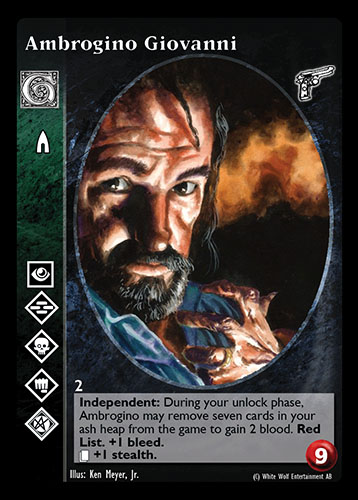 Ambrogino Giovanni
2
Independent: During your unlock phase,
Ambrogino may remove seven cards in your
ash heap from the game to gain 2 blood. Red
List. +1 bleed.
+1 stealth.
9
Illus: Ken Meyer, Jr.
(C) White Wolf Entertainment AB